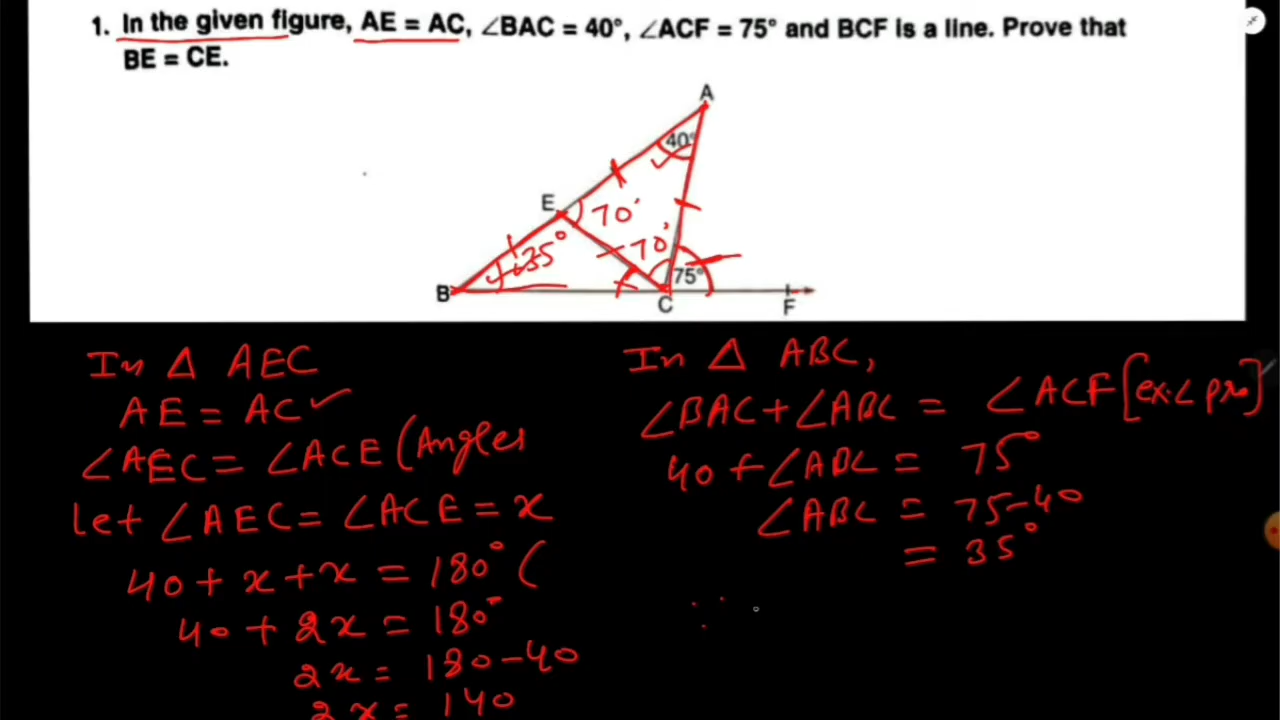 1. In the given figure, AE = AC, ∠BAC = 40°, ∠ACF = 75° and BCF is a line. Prove that
BE = CE.
A
40°
E
70°
35°
70°
75°
B
C
F
In △ AEC
AE = AC ✓
∠AEC = ∠ACE (Angles
let ∠AEC = ∠ACE = x
40 + x + x = 180° (
40 + 2x = 180°
2x = 180 - 40
2x = 140
In △ ABC,
∠BAC + ∠ABC = ∠ACF [ex.∠ pro]
40 + ∠ABC = 75°
∠ABC = 75 - 40
= 35°
∵